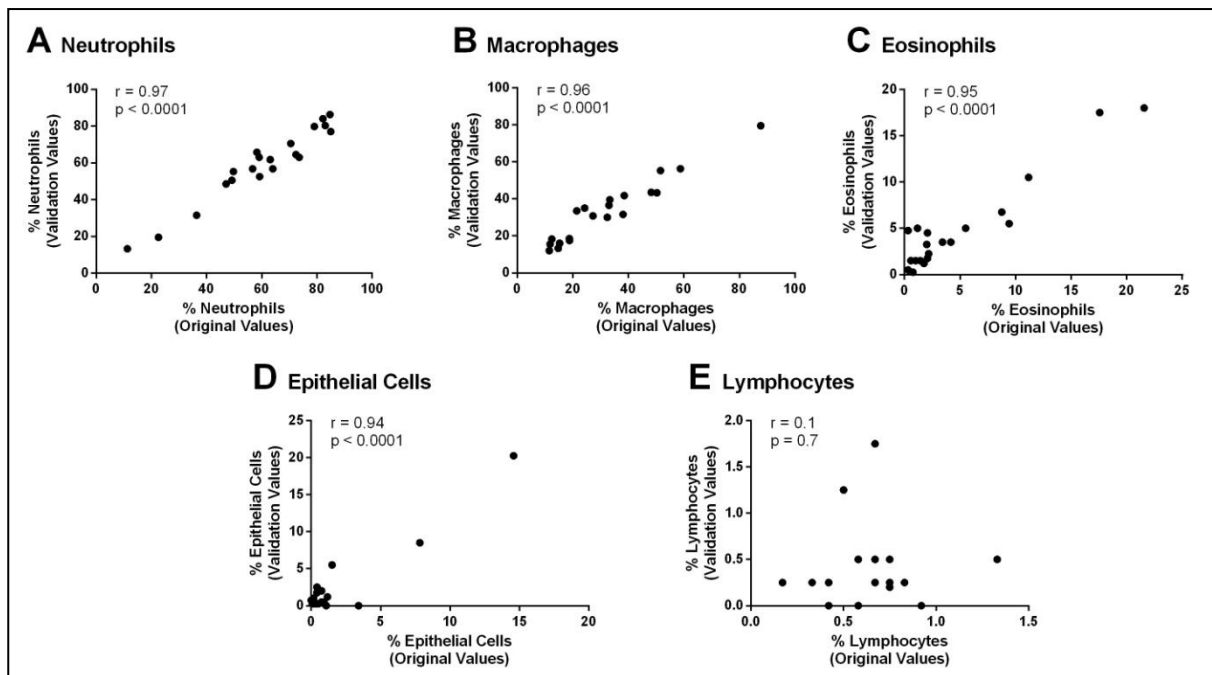 A Neutrophils
r = 0.97
p < 0.0001
% Neutrophils
(Validation Values)
100
80
60
40
20
0
0 20 40 60 80 100
% Neutrophils
(Original Values)
B Macrophages
r = 0.96
p < 0.0001
% Macrophages
(Validation Values)
100
80
60
40
20
0
0 20 40 60 80 100
% Macrophages
(Original Values)
C Eosinophils
r = 0.95
p < 0.0001
% Eosinophils
(Validation Values)
20
15
10
5
0
0 5 10 15 20 25
% Eosinophils
(Original Values)
D Epithelial Cells
r = 0.94
p < 0.0001
% Epithelial Cells
(Validation Values)
25
20
15
10
5
0
0 5 10 15 20
% Epithelial Cells
(Original Values)
E Lymphocytes
r = 0.1
p = 0.7
% Lymphocytes
(Validation Values)
2.0
1.5
1.0
0.5
0.0
0.0 0.5 1.0 1.5
% Lymphocytes
(Original Values)